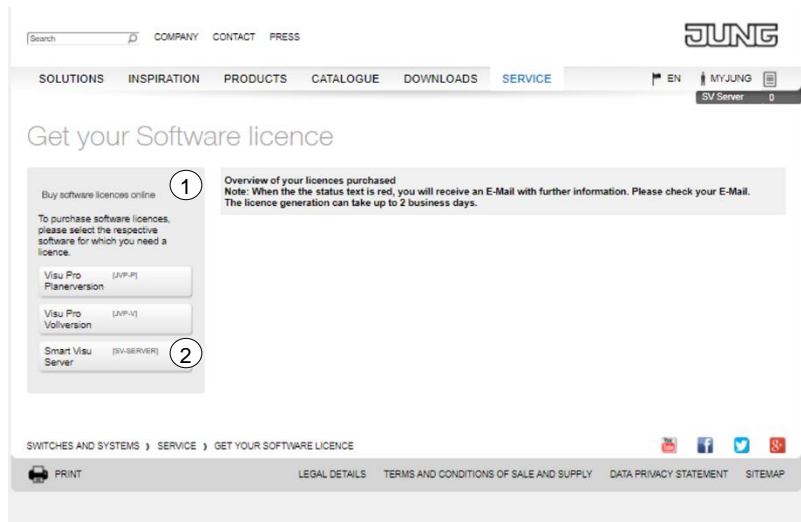 Search COMPANY CONTACT PRESS
JUNG
SOLUTIONS INSPIRATION PRODUCTS CATALOGUE DOWNLOADS SERVICE EN MYJUNG
SV Server 0
Get your Software licence
Buy software licences online
1
To purchase software licences,
please select the respective
software for which you need a
licence.
Visu Pro [JVP-P]
Planerversion
Visu Pro [JVP-V]
Vollversion
Smart Visu [SV-SERVER]
Server
2
Overview of your licences purchased
Note: When the the status text is red, you will receive an E-Mail with further information. Please check your E-Mail.
The licence generation can take up to 2 business days.
SWITCHES AND SYSTEMS SERVICE GET YOUR SOFTWARE LICENCE
PRINT LEGAL DETAILS TERMS AND CONDITIONS OF SALE AND SUPPLY DATA PRIVACY STATEMENT SITEMAP